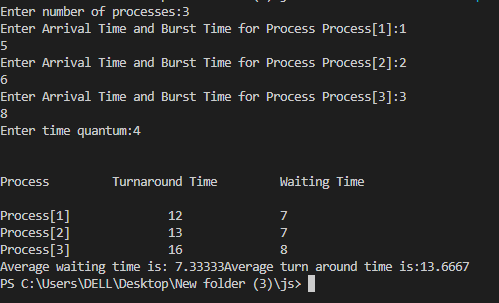 Enter number of processes:3
Enter Arrival Time and Burst Time for Process Process[1]:1
5
Enter Arrival Time and Burst Time for Process Process[2]:2
6
Enter Arrival Time and Burst Time for Process Process[3]:3
8
Enter time quantum:4
Process Turnaround Time Waiting Time
Process[1] 12 7
Process[2] 13 7
Process[3] 16 8
Average waiting time is: 7.33333Average turn around time is:13.6667
PS C:\Users\DELL\Desktop\New folder (3)\js>